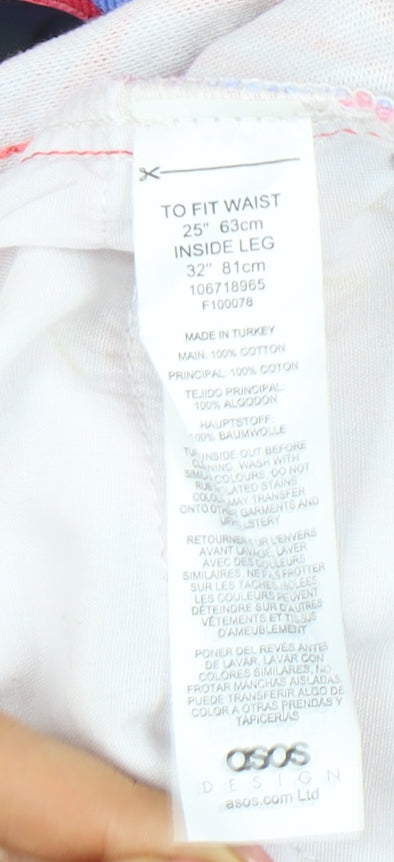 TO FIT WAIST
25" 63cm
INSIDE LEG
32" 81cm
106718965
F100078
MADE IN TURKEY
MAIN: 100% COTTON
PRINCIPAL: 100% COTON
TEJIDO PRINCIPAL:
100% ALGODON
HAUPTSTOFF:
100% BAUMWOLLE
INSIDE OUT BEFORE
WASH WITH
COLOURS. DO NOT
STAINS.
MAY TRANSFER
ONTO GARMENTS AND
RETOURNER SUR L'ENVERS
AVANT LAVAGE, LAVER
AVEC DES COULEURS
SIMILAIRES, NE PAS FROTTER
SUR LES TACHES ISOLÉES.
LES COULEURS PEUVENT
DÉTEINDRE SUR D'AUTRES
VÊTEMENTS ET TISSUS
D'AMEUBLEMENT
PONER DEL REVÉS ANTES
DE LAVAR, LAVAR CON
COLORES SIMILARES, NO
FROTAR MANCHAS AISLADAS.
PUEDE TRANSFERIR ALGO DE
COLOR A OTRAS PRENDAS Y
TAPICERIAS
asos
DESIGN
asos.com Ltd